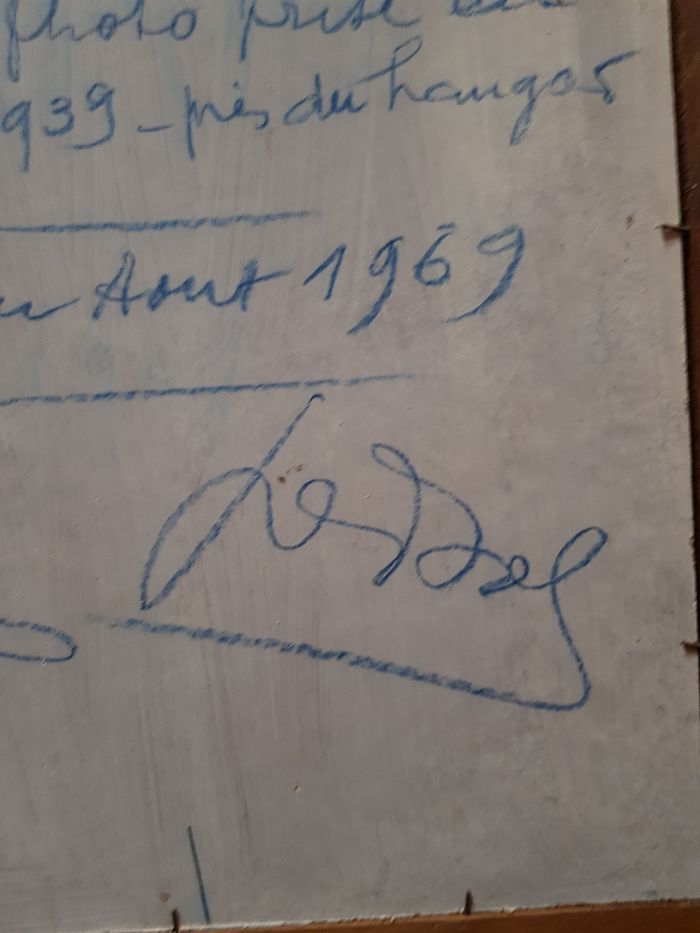 photo prise
939 - près du hangar
Aout 1969